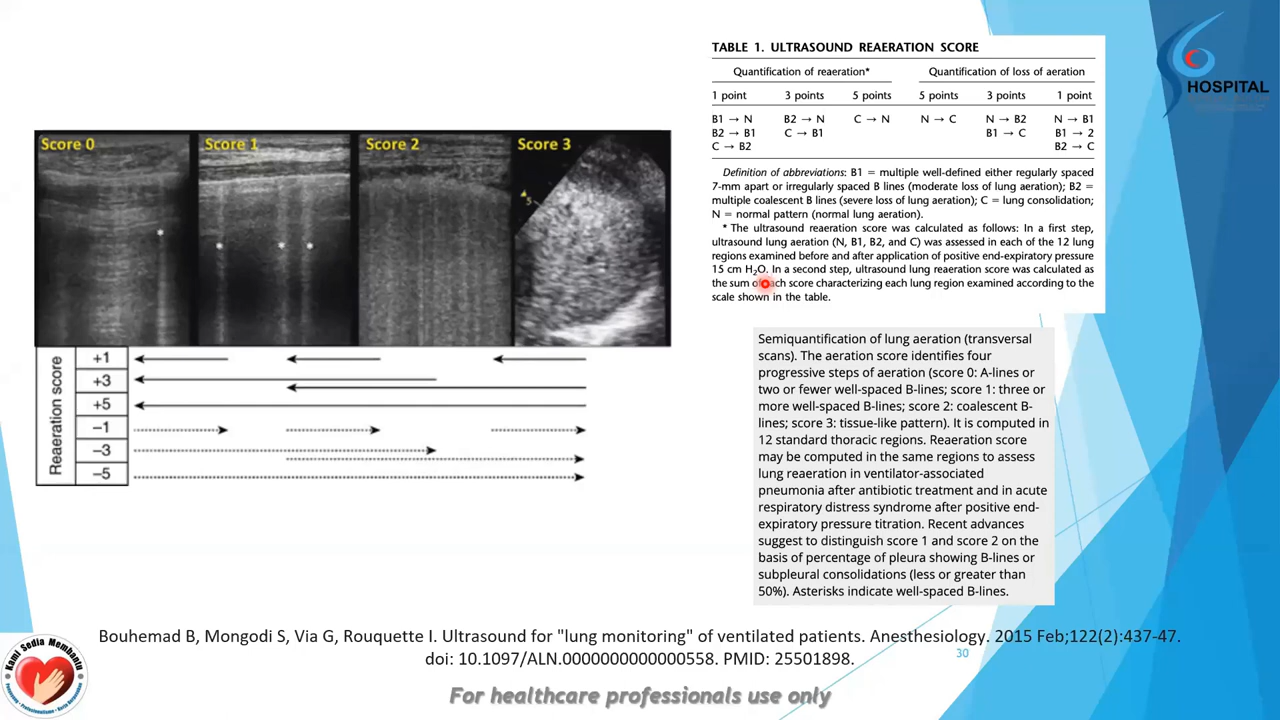 Score 0
Score 1
Score 2
Score 3
5
Reaeration score
+1
+3
+5
−1
−3
−5
TABLE 1. ULTRASOUND REAERATION SCORE
Quantification of reaeration* Quantification of loss of aeration
1 point 3 points 5 points 5 points 3 points 1 point
B1 → N B2 → N C → N N → C N → B2 N → B1
B2 → B1 C → B1 B1 → C B1 → 2
C → B2 B2 → C
Definition of abbreviations: B1 = multiple well-defined either regularly spaced
7-mm apart or irregularly spaced B lines (moderate loss of lung aeration); B2 =
multiple coalescent B lines (severe loss of lung aeration); C = lung consolidation;
N = normal pattern (normal lung aeration).
* The ultrasound reaeration score was calculated as follows: In a first step,
ultrasound lung aeration (N, B1, B2, and C) was assessed in each of the 12 lung
regions examined before and after application of positive end-expiratory pressure
15 cm H2O. In a second step, ultrasound lung reaeration score was calculated as
the sum of each score characterizing each lung region examined according to the
scale shown in the table.
Semiquantification of lung aeration (transversal
scans). The aeration score identifies four
progressive steps of aeration (score 0: A-lines or
two or fewer well-spaced B-lines; score 1: three or
more well-spaced B-lines; score 2: coalescent B-
lines; score 3: tissue-like pattern). It is computed in
12 standard thoracic regions. Reaeration score
may be computed in the same regions to assess
lung reaeration in ventilator-associated
pneumonia after antibiotic treatment and in acute
respiratory distress syndrome after positive end-
expiratory pressure titration. Recent advances
suggest to distinguish score 1 and score 2 on the
basis of percentage of pleura showing B-lines or
subpleural consolidations (less or greater than
50%). Asterisks indicate well-spaced B-lines.
Bouhemad B, Mongodi S, Via G, Rouquette I. Ultrasound for "lung monitoring" of ventilated patients. Anesthesiology. 2015 Feb;122(2):437-47.
doi: 10.1097/ALN.0000000000000558. PMID: 25501898.
30
For healthcare professionals use only
HOSPITAL
Kami Sedia Membantu